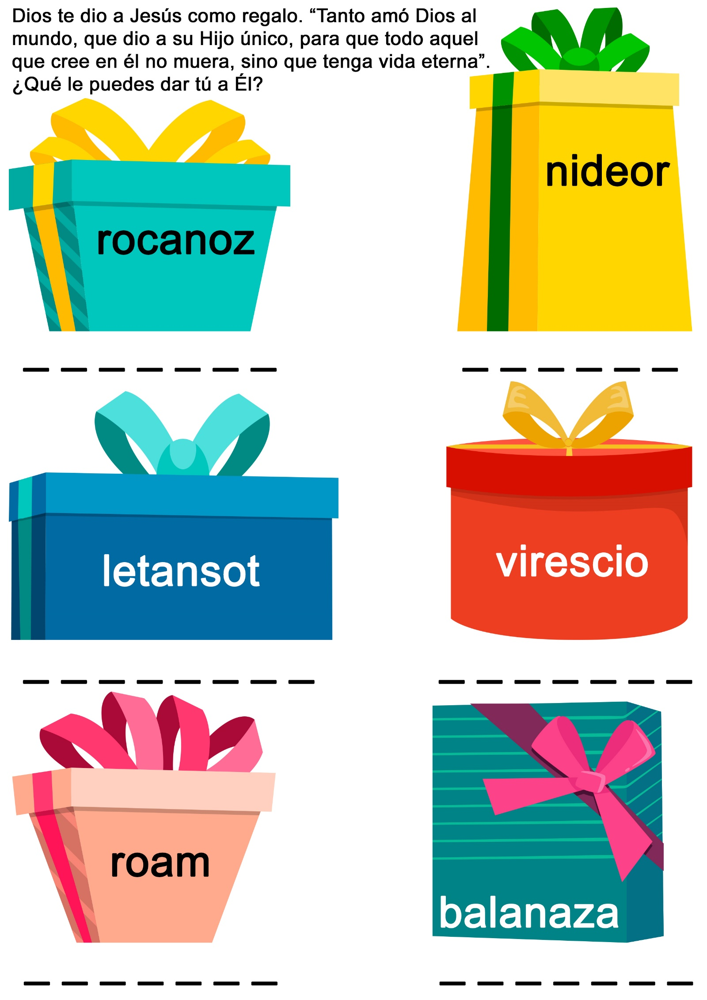 Dios te dio a Jesús como regalo. “Tanto amó Dios al
mundo, que dio a su Hijo único, para que todo aquel
que cree en él no muera, sino que tenga vida eterna”.
¿Qué le puedes dar tú a Él?
rocanoz
nideor
letansot
virescio
roam
balanaza